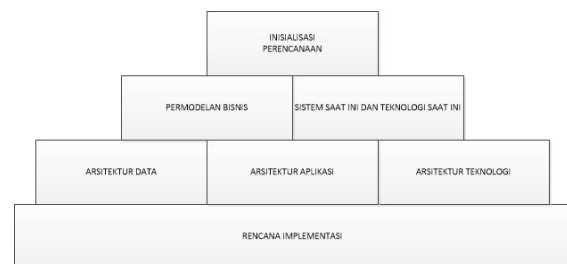 INISIALISASI
PERENCANAAN
PERMODELAN BISNIS
SISTEM SAAT INI DAN TEKNOLOGI SAAT INI
ARSITEKTUR DATA
ARSITEKTUR APLIKASI
ARSITEKTUR TEKNOLOGI
RENCANA IMPLEMENTASI